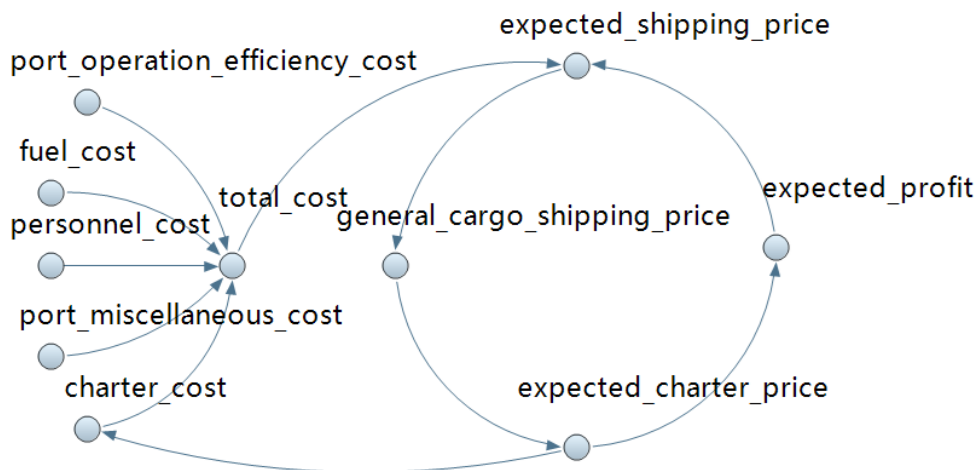 expected_shipping_price
port_operation_efficiency_cost
fuel_cost
total_cost
expected_profit
personnel_cost
general_cargo_shipping_price
port_miscellaneous_cost
charter_cost
expected_charter_price